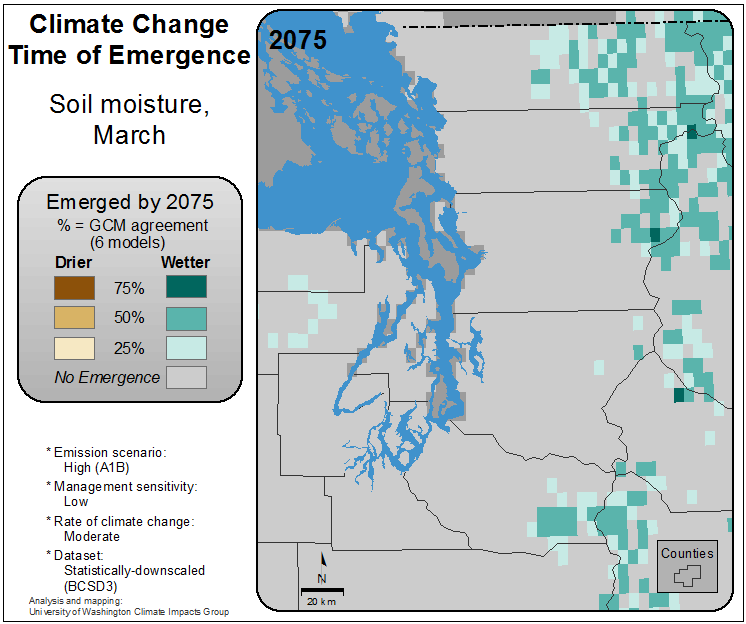 Climate Change
Time of Emergence
Soil moisture,
March
Emerged by 2075
% = GCM agreement
(6 models)
Drier Wetter
75%
50%
25%
No Emergence
* Emission scenario:
High (A1B)
* Management sensitivity:
Low
* Rate of climate change:
Moderate
* Dataset:
Statistically-downscaled
(BCSD3)
Analysis and mapping:
University of Washington Climate Impacts Group
2075
N
20 km
Counties